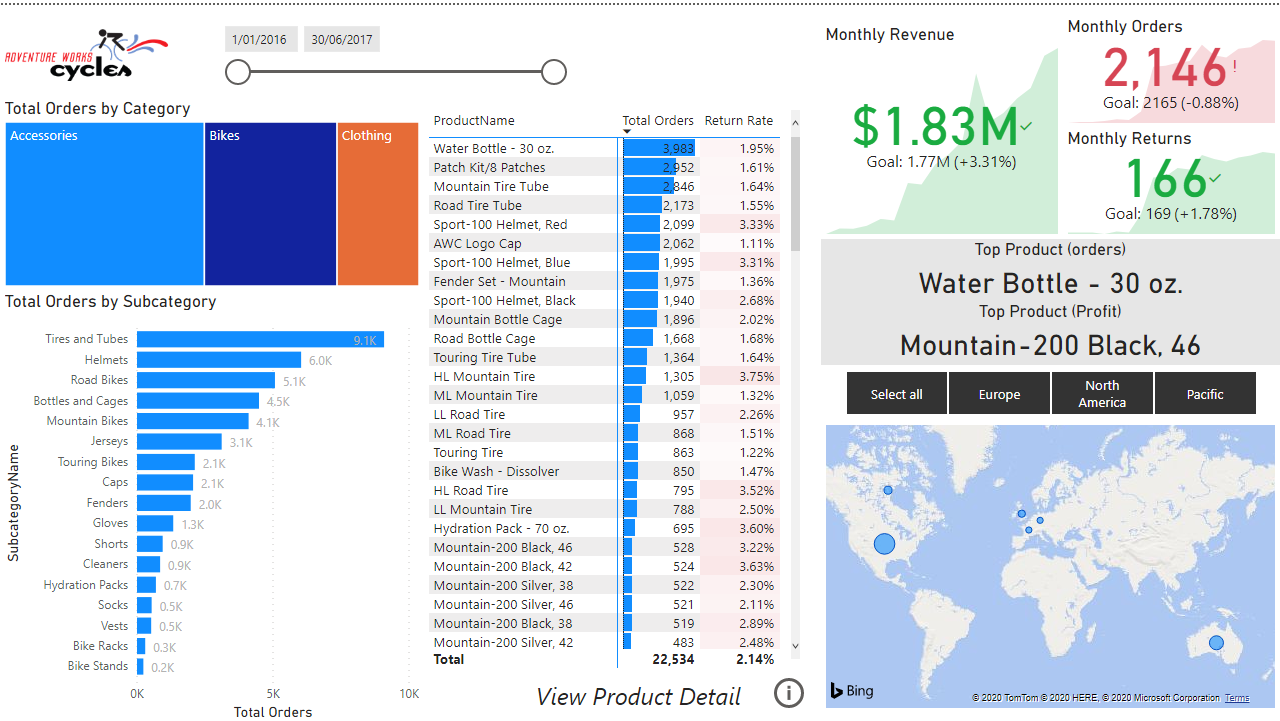 ADVENTURE WORKS
cycles
1/01/2016 30/06/2017
Total Orders by Category
Accessories Bikes Clothing
Total Orders by Subcategory
SubcategoryName
Tires and Tubes 9.1K
Helmets 6.0K
Road Bikes 5.1K
Bottles and Cages 4.5K
Mountain Bikes 4.1K
Jerseys 3.1K
Touring Bikes 2.1K
Caps 2.1K
Fenders 2.0K
Gloves 1.3K
Shorts 0.9K
Cleaners 0.9K
Hydration Packs 0.7K
Socks 0.5K
Vests 0.5K
Bike Racks 0.3K
Bike Stands 0.2K
0K 5K 10K
Total Orders
ProductName Total Orders Return Rate
Water Bottle - 30 oz. 3,983 1.95%
Patch Kit/8 Patches 2,952 1.61%
Mountain Tire Tube 2,846 1.64%
Road Tire Tube 2,173 1.55%
Sport-100 Helmet, Red 2,099 3.33%
AWC Logo Cap 2,062 1.11%
Sport-100 Helmet, Blue 1,995 3.31%
Fender Set - Mountain 1,975 1.36%
Sport-100 Helmet, Black 1,940 2.68%
Mountain Bottle Cage 1,896 2.02%
Road Bottle Cage 1,668 1.68%
Touring Tire Tube 1,364 1.64%
HL Mountain Tire 1,305 3.75%
ML Mountain Tire 1,059 1.32%
LL Road Tire 957 2.26%
ML Road Tire 868 1.51%
Touring Tire 863 1.22%
Bike Wash - Dissolver 850 1.47%
HL Road Tire 795 3.52%
LL Mountain Tire 788 2.50%
Hydration Pack - 70 oz. 695 3.60%
Mountain-200 Black, 46 528 3.22%
Mountain-200 Black, 42 524 3.63%
Mountain-200 Silver, 38 522 2.30%
Mountain-200 Silver, 46 521 2.11%
Mountain-200 Black, 38 519 2.89%
Mountain-200 Silver, 42 483 2.48%
Total 22,534 2.14%
View Product Detail i
Monthly Revenue
$1.83M
Goal: 1.77M (+3.31%)
Monthly Orders
2,146!
Goal: 2165 (-0.88%)
Monthly Returns
166
Goal: 169 (+1.78%)
Top Product (orders)
Water Bottle - 30 oz.
Top Product (Profit)
Mountain-200 Black, 46
Select all Europe North America Pacific
Bing
© 2020 TomTom © 2020 HERE, © 2020 Microsoft Corporation Terms